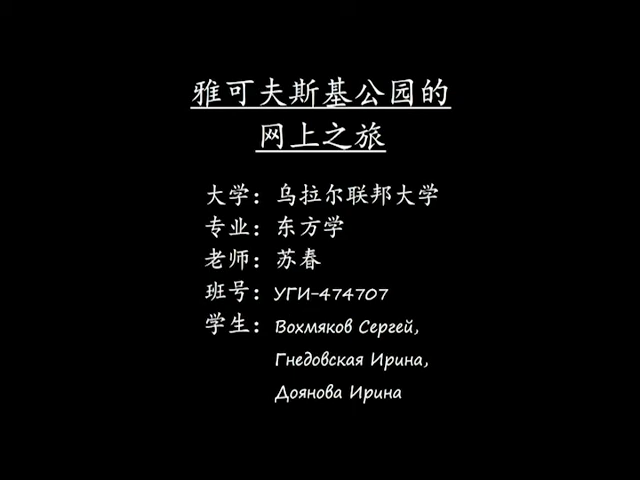 雅可夫斯基公园的
网上之旅
大学：乌拉尔联邦大学
专业：东方学
老师：苏春
班号：УГИ-474707
学生：Вохмяков Сергей,
Гнедовская Ирина,
Доянова Ирина